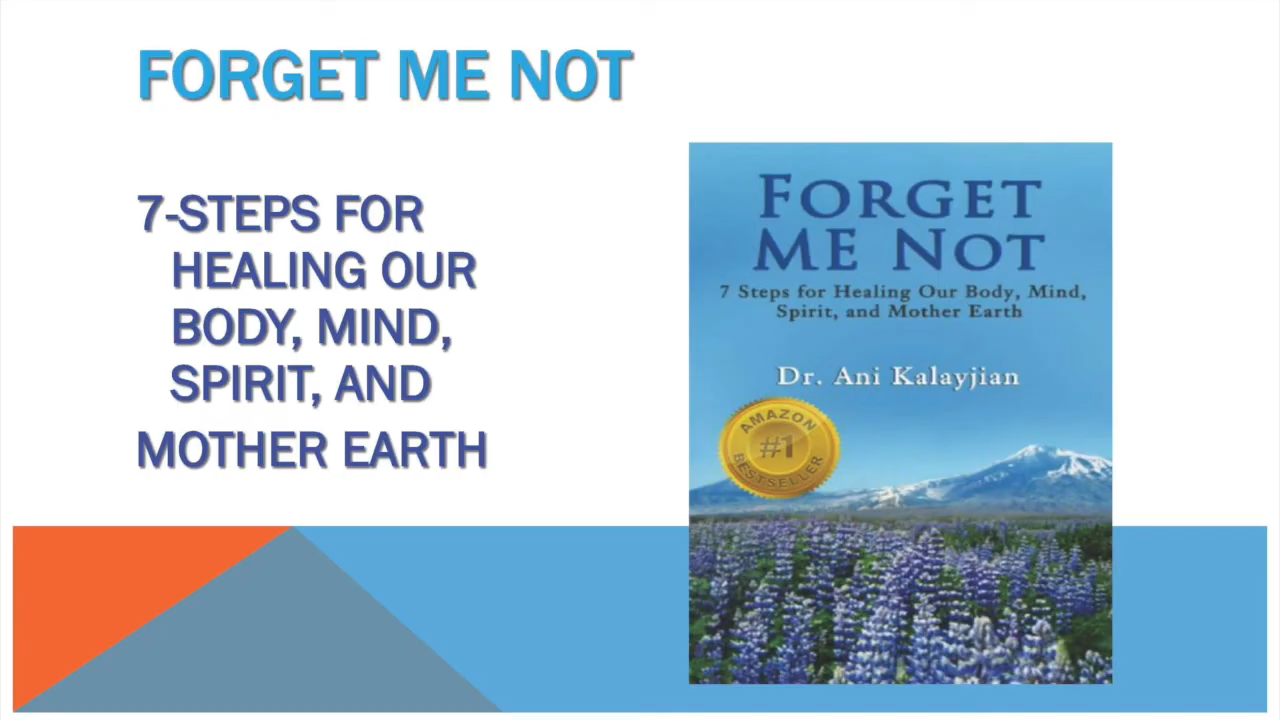 FORGET ME NOT
7-STEPS FOR
HEALING OUR
BODY, MIND,
SPIRIT, AND
MOTHER EARTH
FORGET
ME NOT
7 Steps for Healing Our Body, Mind,
Spirit, and Mother Earth
Dr. Ani Kalayjian
AMAZON
#1
BESTSELLER